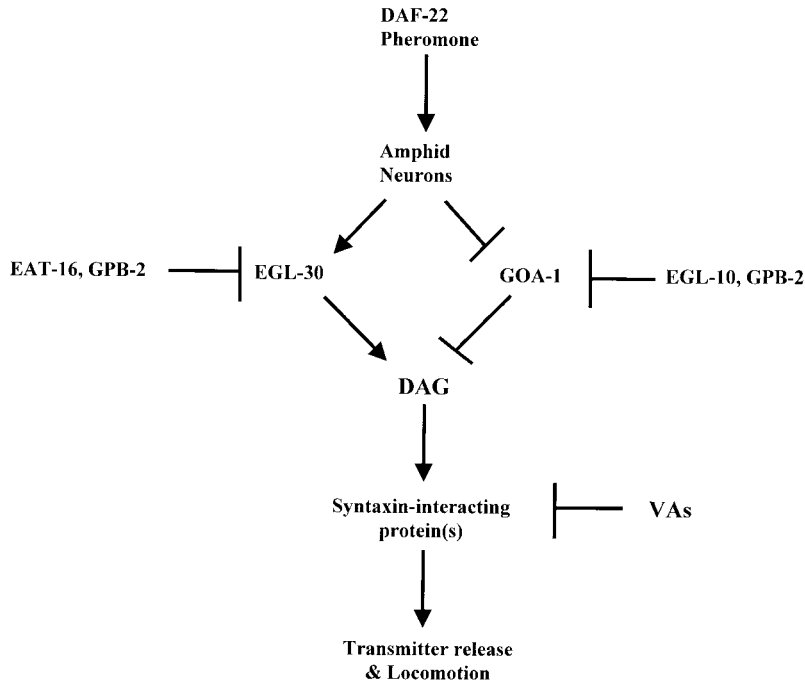 DAF-22
Pheromone
Amphid
Neurons
EAT-16, GPB-2
EGL-30
GOA-1
EGL-10, GPB-2
DAG
Syntaxin-interacting
protein(s)
VAs
Transmitter release
& Locomotion